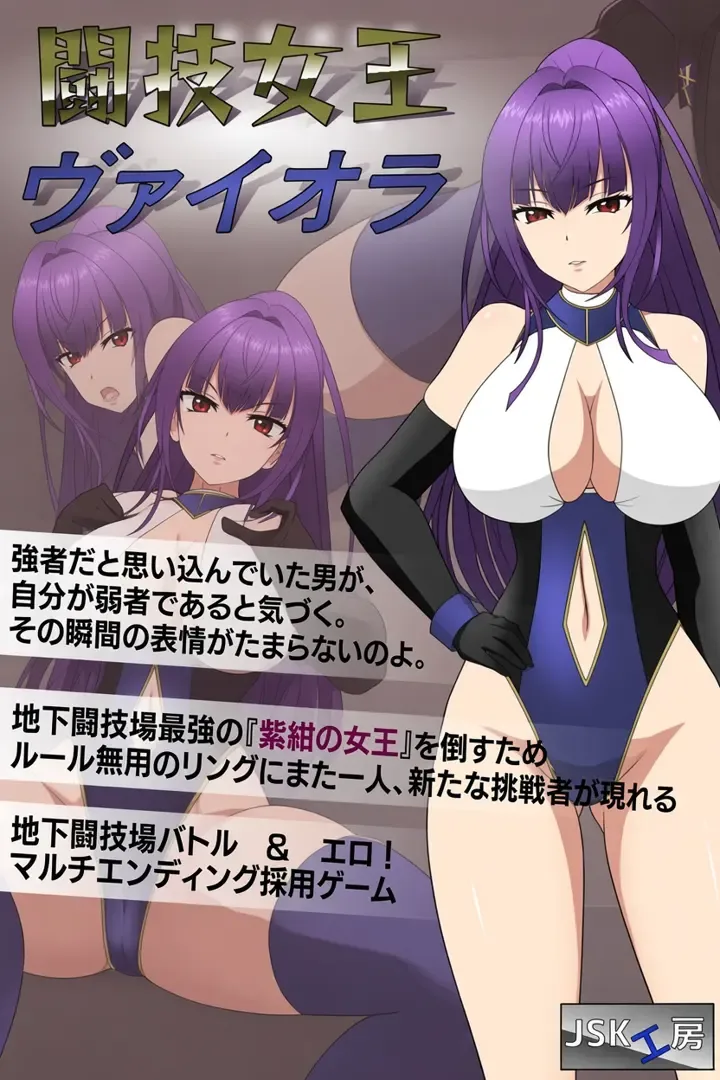 闘技女王
ヴァイオラ
強者だと思い込んでいた男が、
自分が弱者であると気づく。
その瞬間の表情がたまらないのよ。
地下闘技場最強の『紫紺の女王』を倒すため
ルール無用のリングにまた一人、新たな挑戦者が現れる
地下闘技場バトル　＆　エロ！
マルチエンディング採用ゲーム
JSK工房